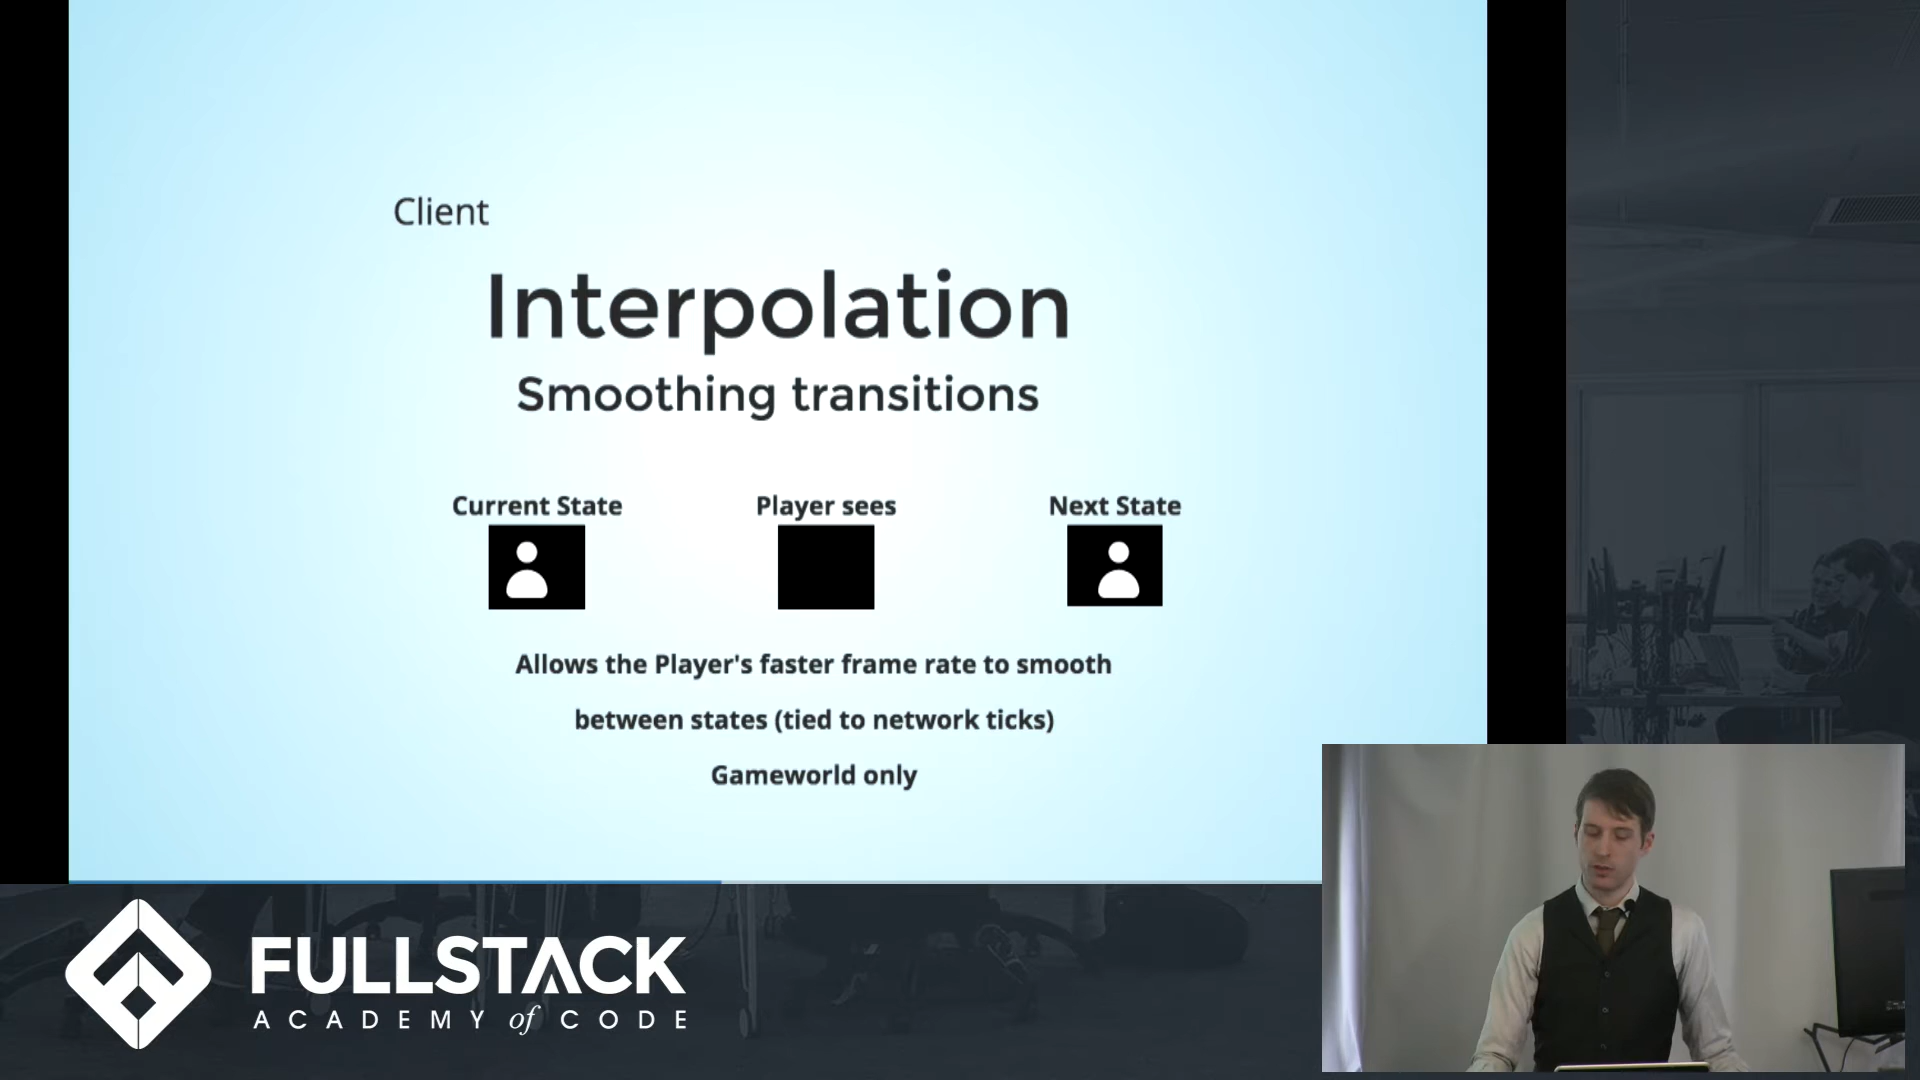 Client
Interpolation
Smoothing transitions
Current State
Player sees
Next State
Allows the Player's faster frame rate to smooth
between states (tied to network ticks)
Gameworld only
FULLSTACK
ACADEMY of CODE